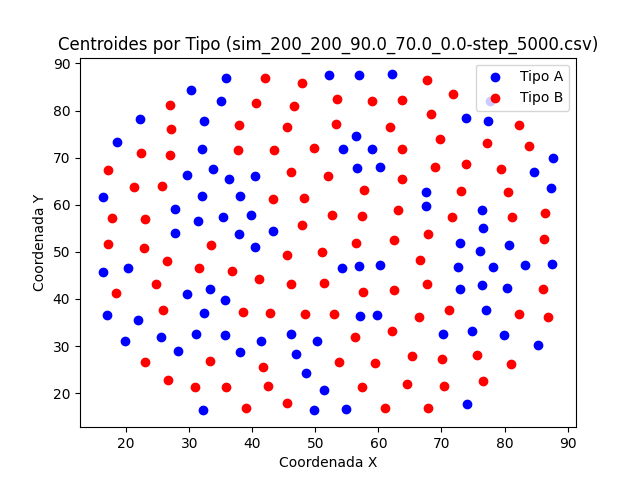 Centroides por Tipo (sim_200_200_90.0_70.0_0.0-step_5000.csv)
90
80
70
60
50
40
30
20
Coordenada Y
Tipo A
Tipo B
20 30 40 50 60 70 80 90
Coordenada X